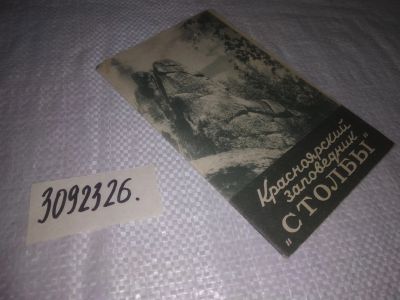 3092326.
Красноярский
заповедник
„СТОЛБЫ"